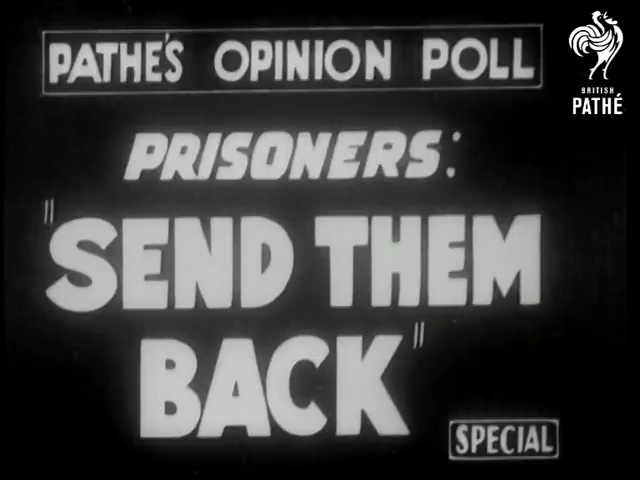 PATHE'S OPINION POLL
BRITISH
PATHÉ
PRISONERS:
"SEND THEM
BACK"
SPECIAL